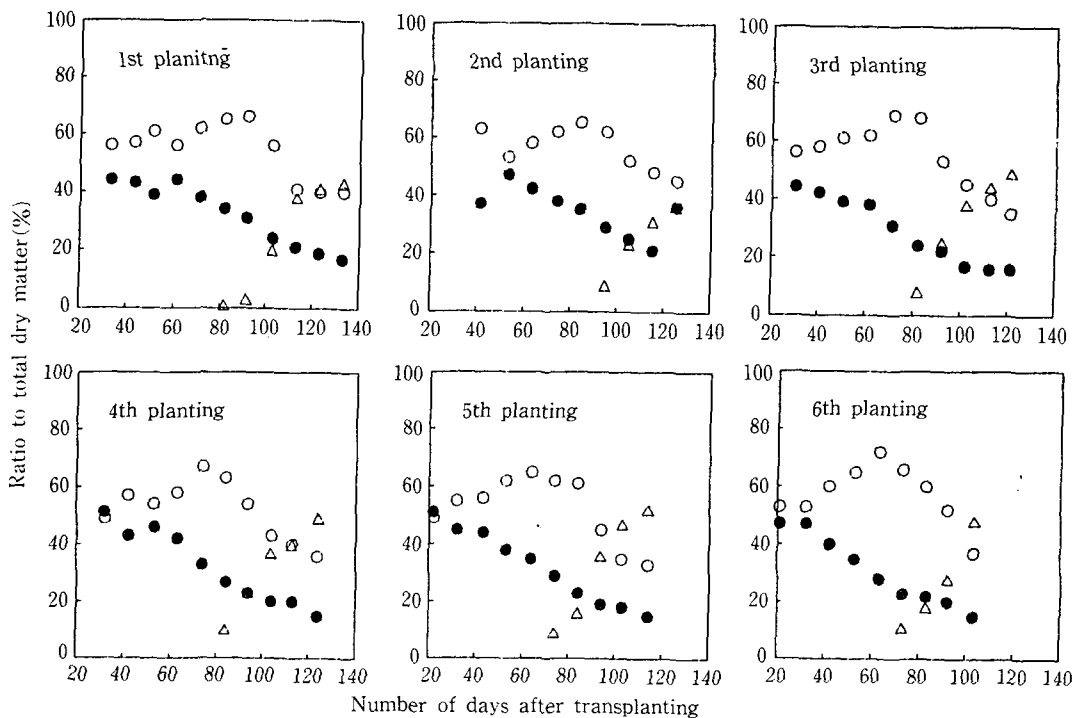 100
80
60
40
20
0
1st planitng̃
20 40 60 80 100 120 140
100
80
60
40
20
0
2nd planting
20 40 60 80 100 120 140
100
80
60
40
20
0
3rd planting
20 40 60 80 100 120 140
Ratio to total dry matter(%)
100
80
60
40
20
0
4th planting
20 40 60 80 100 120 140
100
80
60
40
20
0
5th planting
20 40 60 80 100 120 140
100
80
60
40
20
0
6th planting
20 40 60 80 100 120 140
Number of days after transplanting